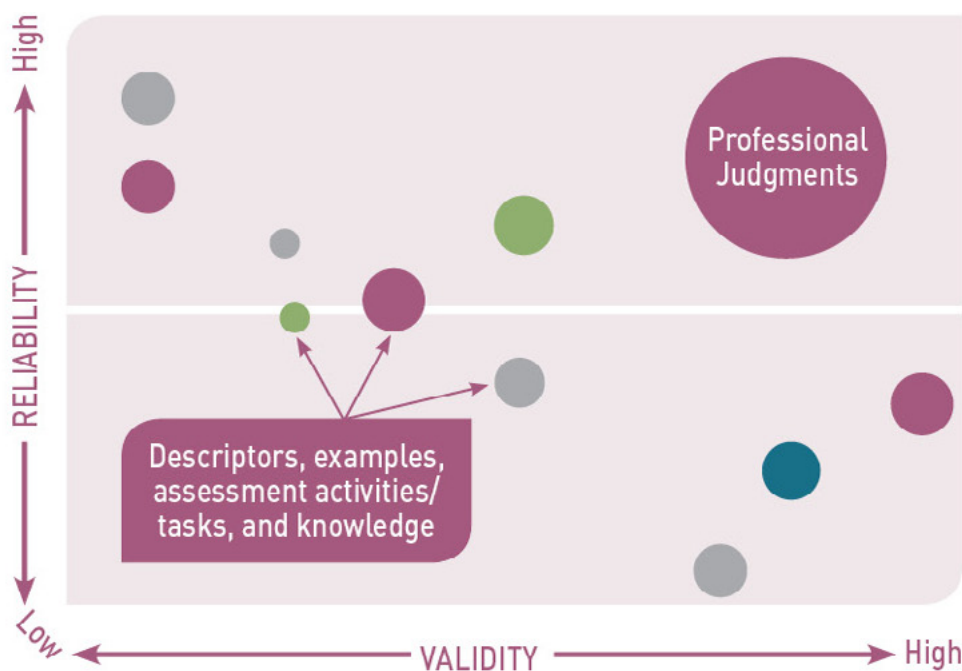 High
RELIABILITY
Low
Professional
Judgments
Descriptors, examples,
assessment activities/
tasks, and knowledge
VALIDITY
High